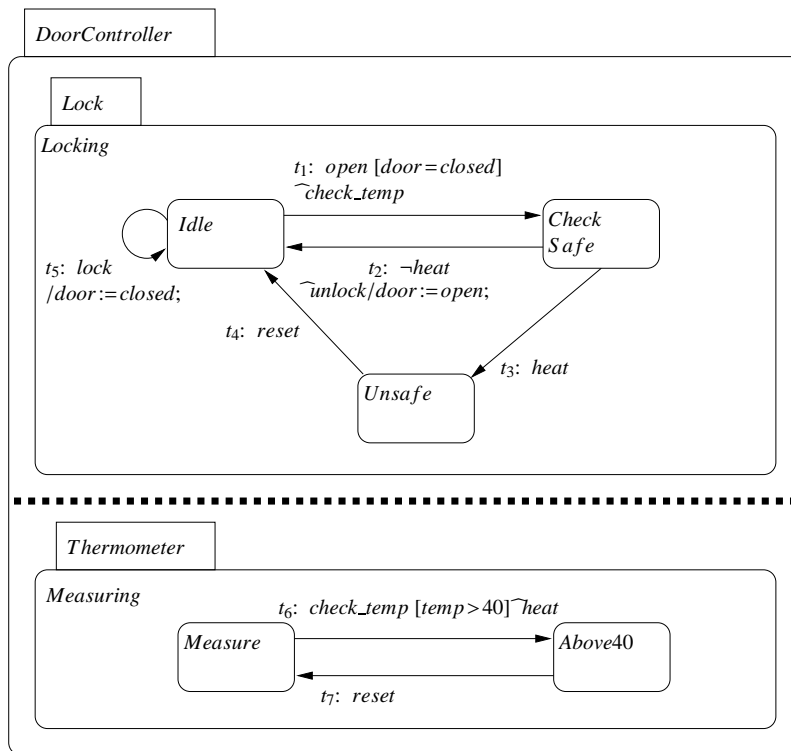 DoorController
Lock
Locking
t₁: open [door=closed]
⁀check_temp
Idle
Check
Safe
t₅: lock
/door:=closed;
t₂: ¬heat
⁀unlock/door:=open;
t₄: reset
t₃: heat
Unsafe
Thermometer
Measuring
t₆: check_temp [temp>40]⁀heat
Measure
Above40
t₇: reset